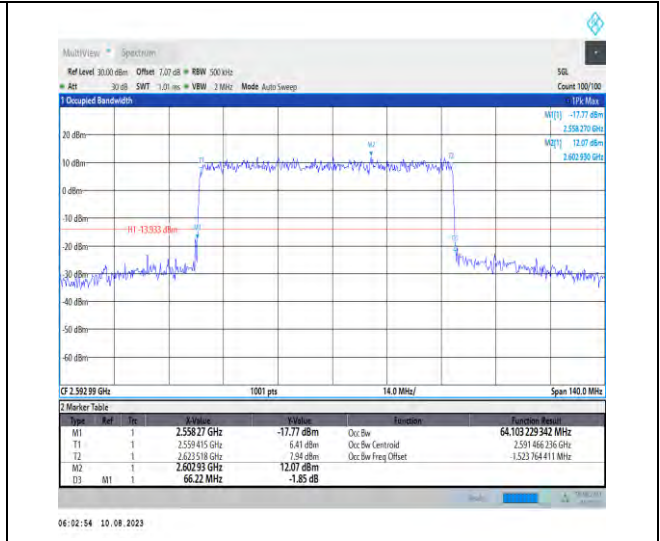 MultiView Spectrum
Ref Level 30.00 dBm Offset 7.07 dB RBW 500 kHz SGL
Att 30 dB SWT 1.01 ms VBW 2 MHz Mode Auto Sweep Count 100/100
1 Occupied Bandwidth 1Pk Max
M1[1] -17.77 dBm
2.558 270 GHz
M2[1] 12.07 dBm
2.602 930 GHz
20 dBm
M2
T1
10 dBm
0 dBm
-10 dBm
H1 -13.933 dBm
M1
-20 dBm
-30 dBm
-40 dBm
-50 dBm
-60 dBm
CF 2.592 99 GHz 1001 pts 14.0 MHz/ Span 140.0 MHz
2 Marker Table
Type Ref Trc X-Value Y-Value Function Function Result
M1 1 2.558 27 GHz -17.77 dBm Occ Bw 64.103 229 342 MHz
T1 1 2.559 415 GHz 6.41 dBm Occ Bw Centroid 2.591 466 236 GHz
T2 1 2.623 518 GHz 7.94 dBm Occ Bw Freq Offset -1.523 764 411 MHz
M2 1 2.602 93 GHz 12.07 dBm
D3 M1 1 66.22 MHz -1.85 dB
06:02:54 10.08.2023